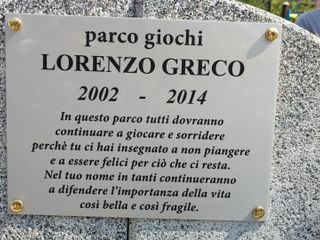 parco giochi
LORENZO GRECO
2002 - 2014
In questo parco tutti dovranno
continuare a giocare e sorridere
perchè tu ci hai insegnato a non piangere
e a essere felici per ciò che ci resta.
Nel tuo nome in tanti continueranno
a difendere l'importanza della vita
così bella e così fragile.